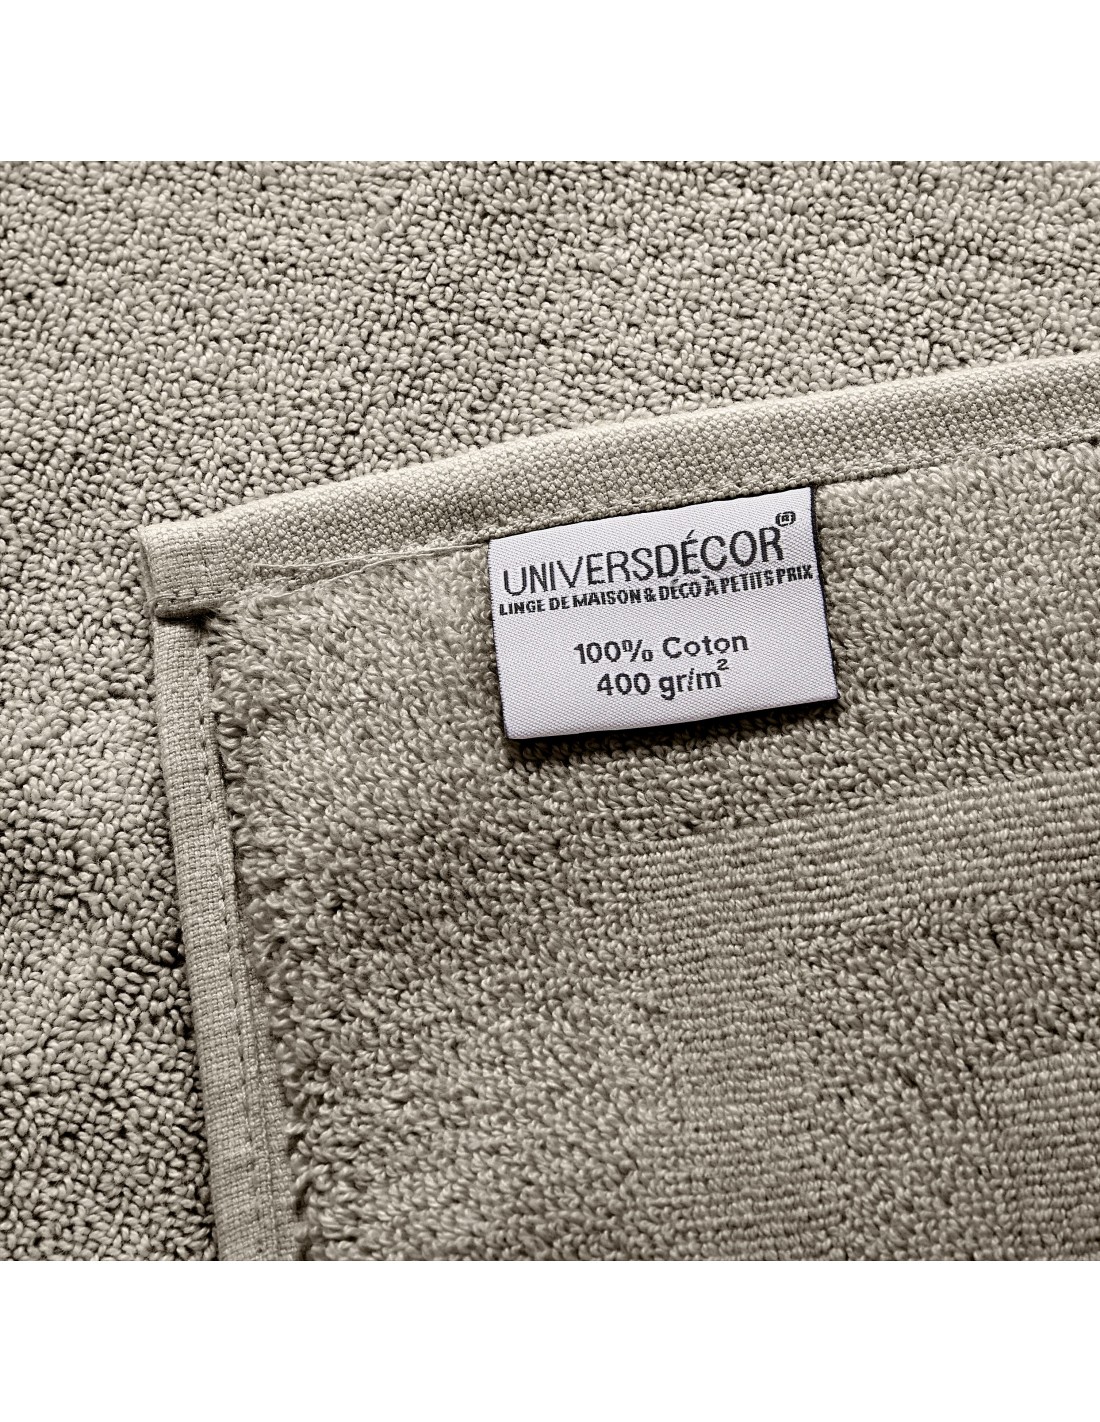 UNIVERSDÉCOR®
LINGE DE MAISON & DÉCO À PETITS PRIX
100% Coton
400 gr/m²